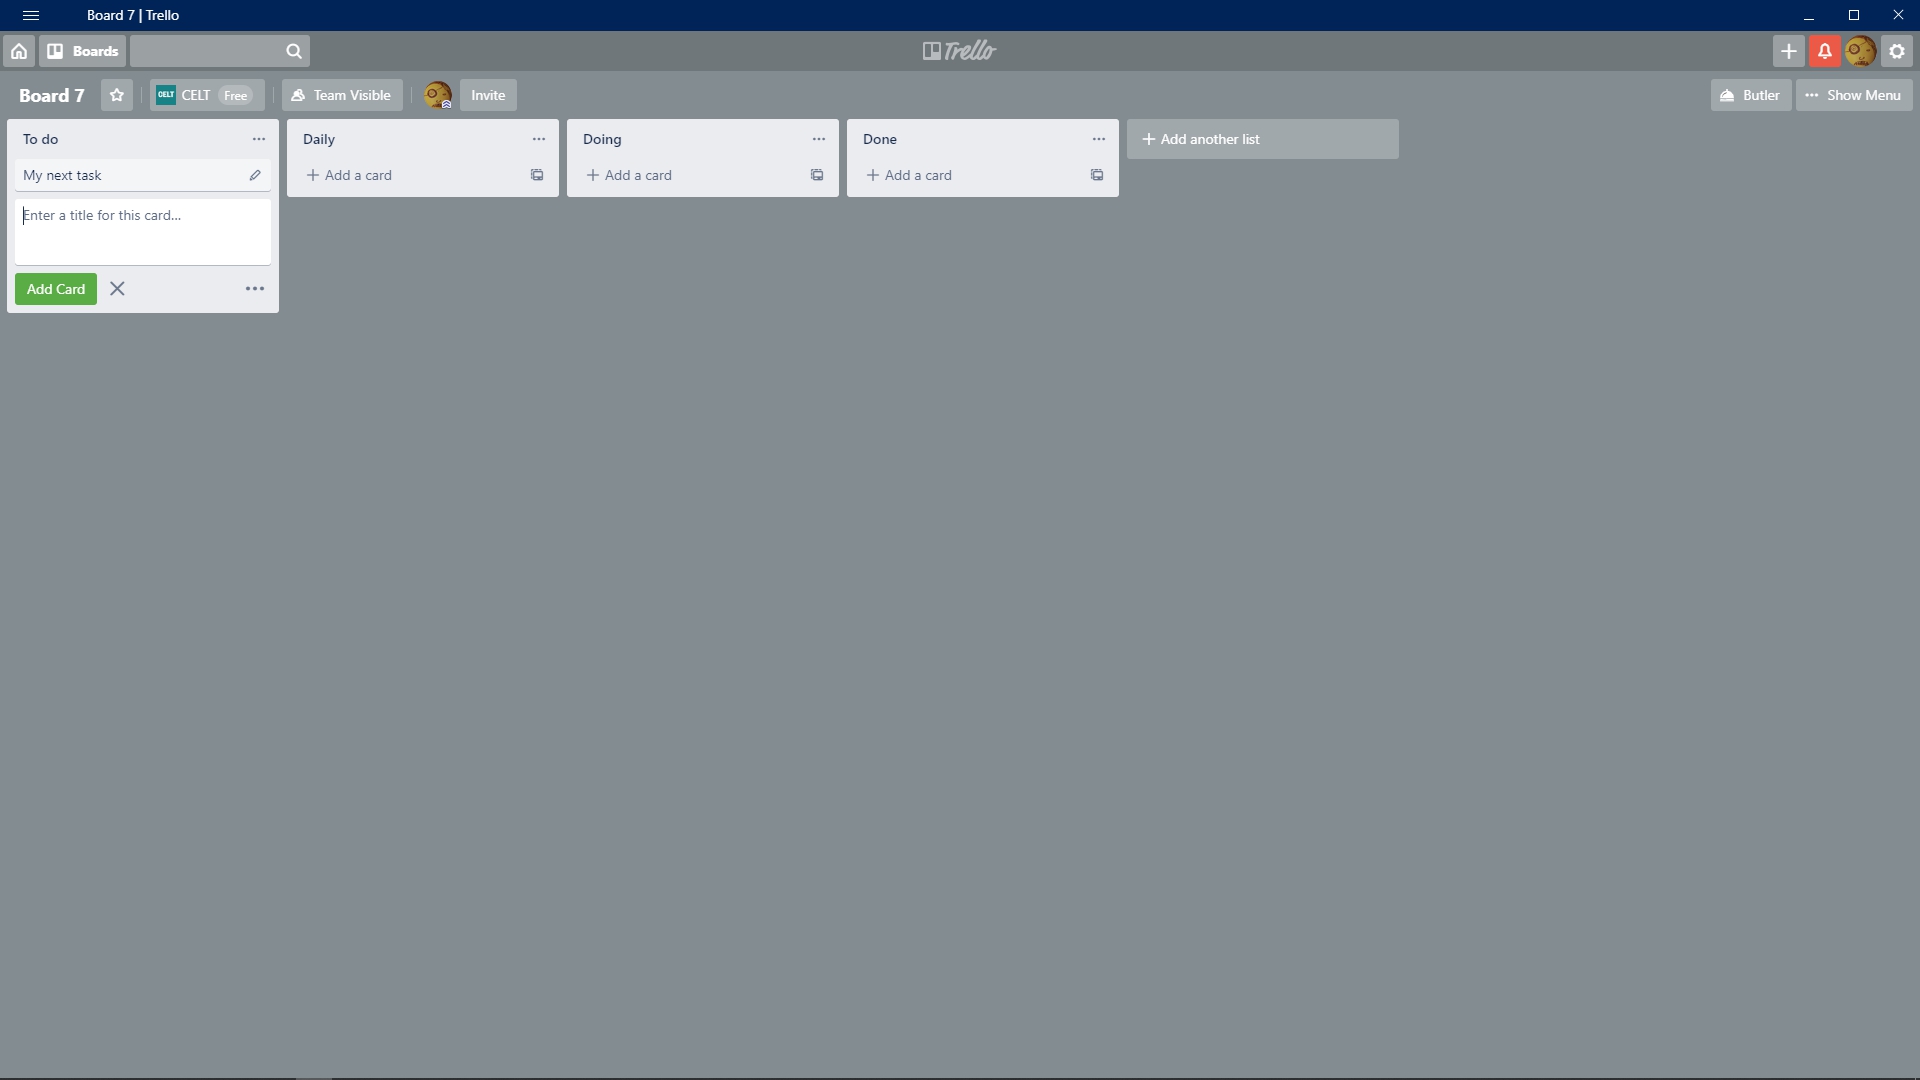 Board 7 | Trello
Boards
Trello
Board 7
CELT CELT Free
Team Visible
Invite
Butler
Show Menu
To do
My next task
Enter a title for this card…
Add Card
Daily
Add a card
Doing
Add a card
Done
Add a card
Add another list